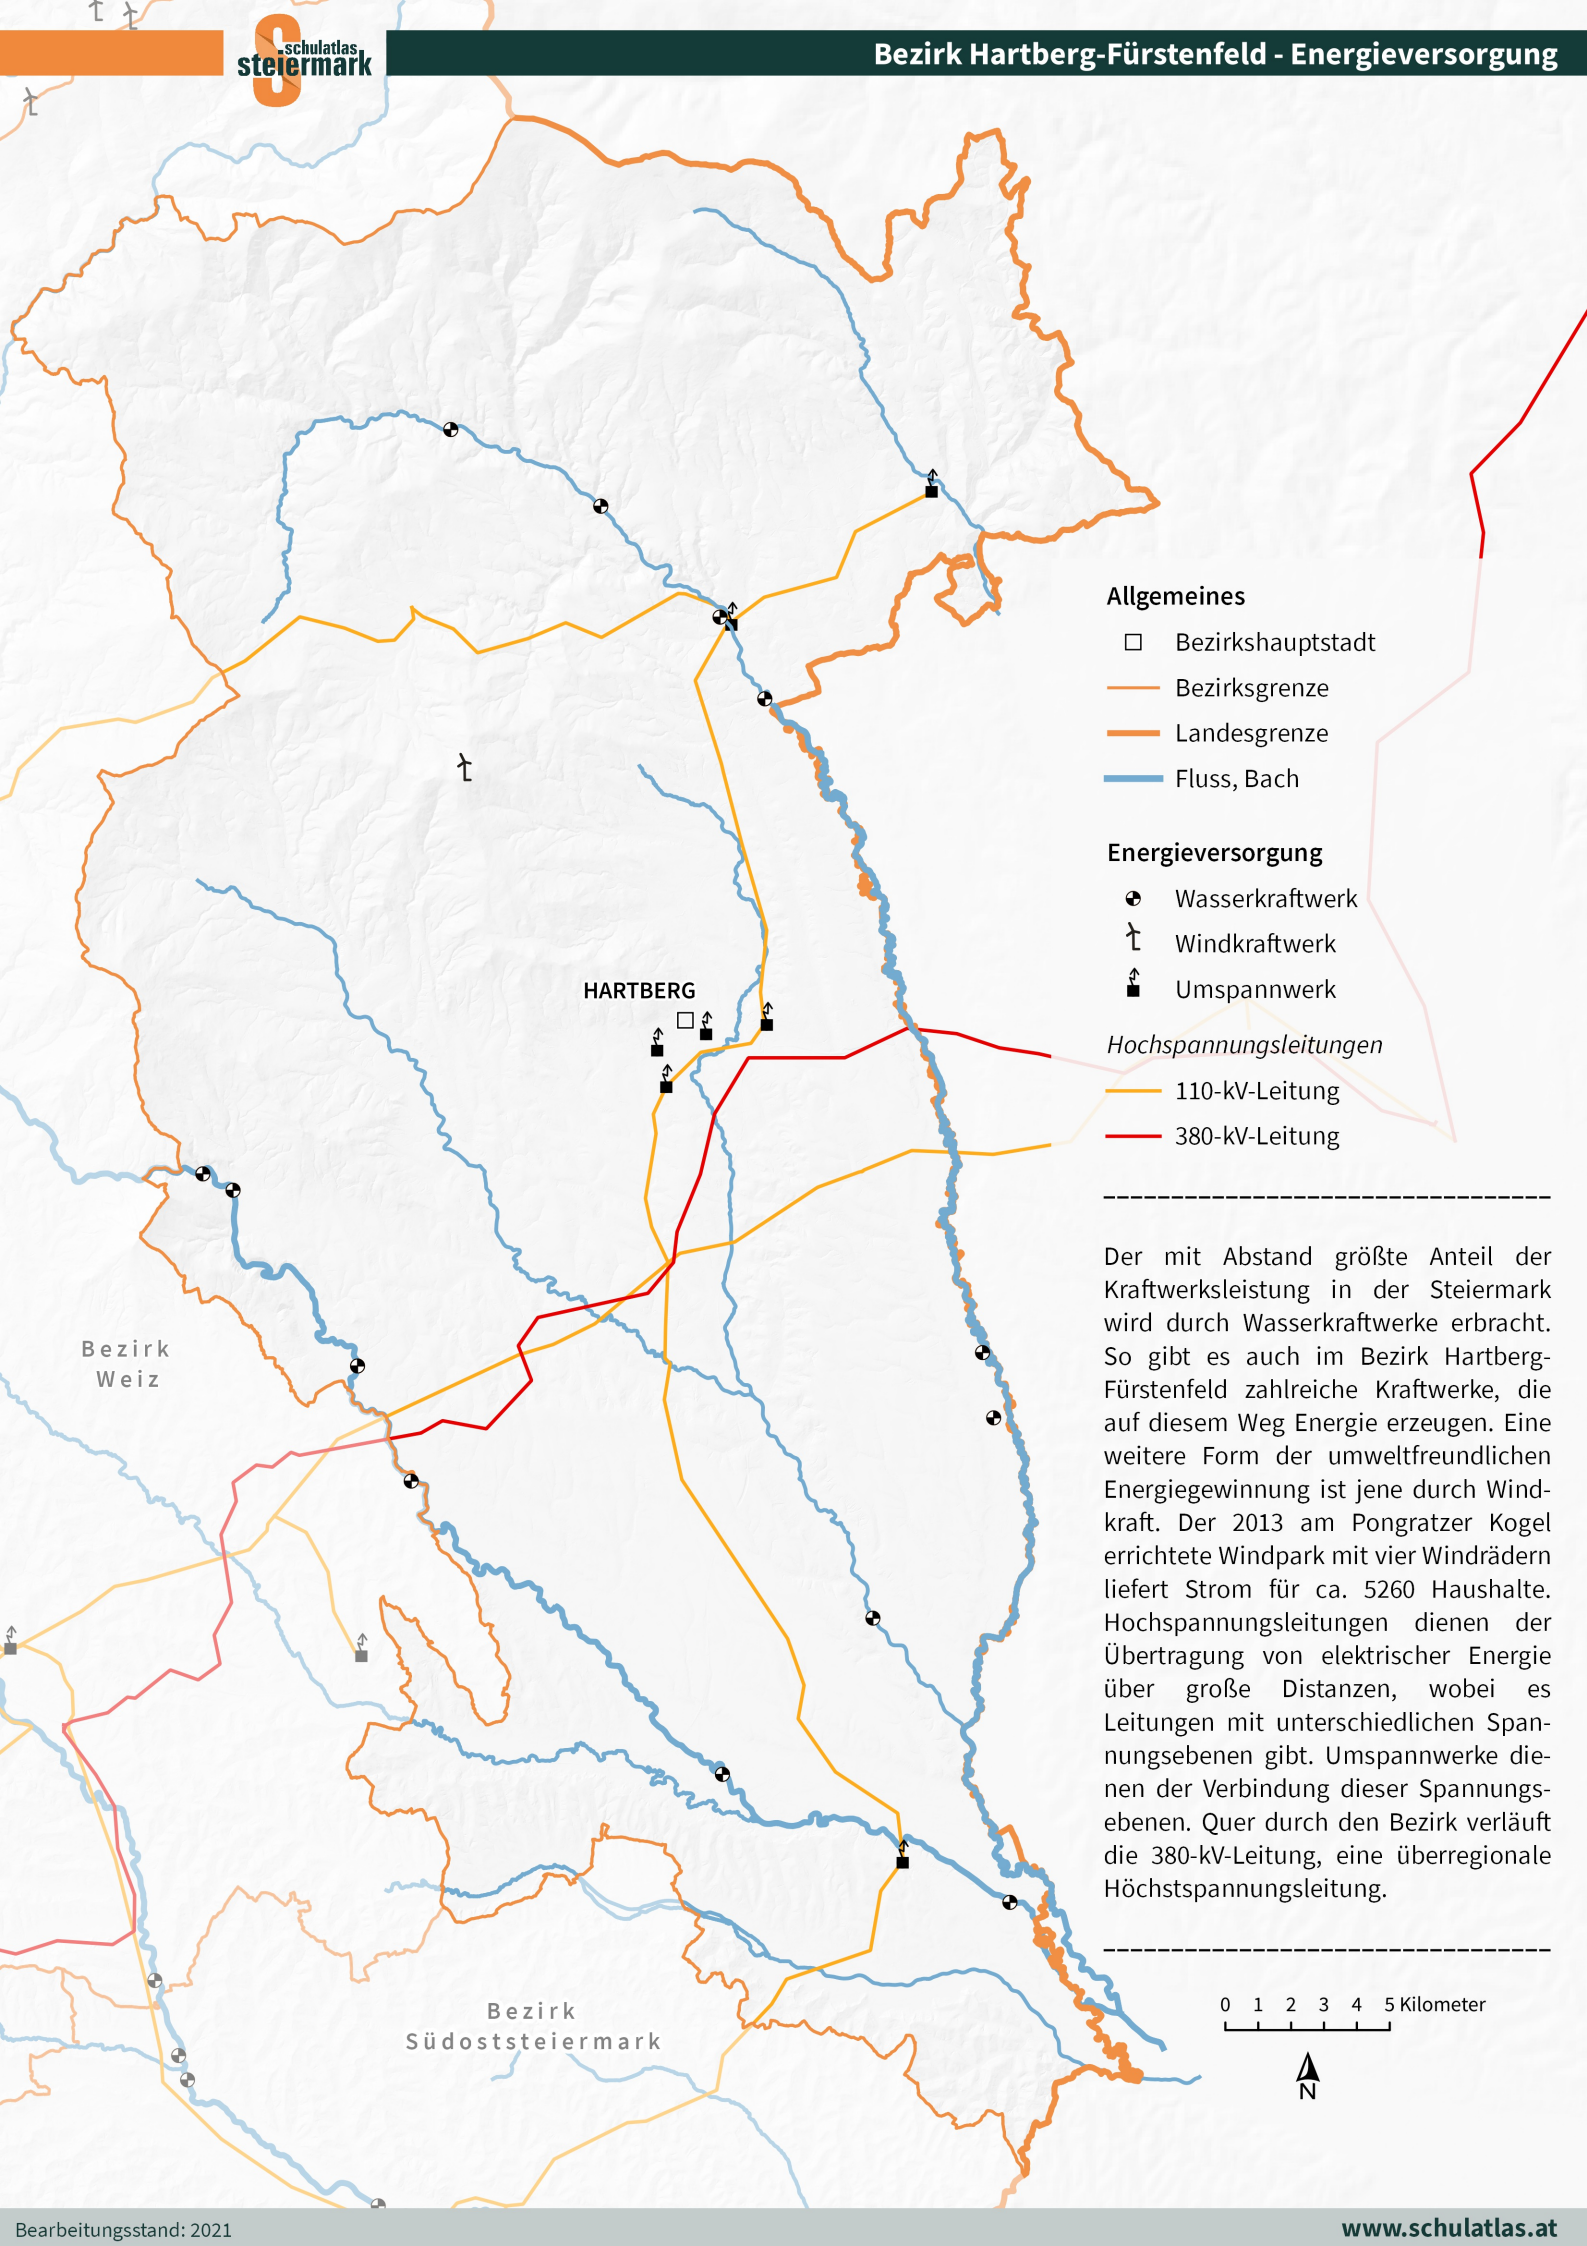 schulatlas
steiermark
Bezirk Hartberg-Fürstenfeld - Energieversorgung
Allgemeines
Bezirkshauptstadt
Bezirksgrenze
Landesgrenze
Fluss, Bach
Energieversorgung
Wasserkraftwerk
Windkraftwerk
Umspannwerk
Hochspannungsleitungen
110-kV-Leitung
380-kV-Leitung
HARTBERG
Bezirk
Weiz
Bezirk
Südoststeiermark
Der mit Abstand größte Anteil der
Kraftwerksleistung in der Steiermark
wird durch Wasserkraftwerke erbracht.
So gibt es auch im Bezirk Hartberg-
Fürstenfeld zahlreiche Kraftwerke, die
auf diesem Weg Energie erzeugen. Eine
weitere Form der umweltfreundlichen
Energiegewinnung ist jene durch Wind-
kraft. Der 2013 am Pongratzer Kogel
errichtete Windpark mit vier Windrädern
liefert Strom für ca. 5260 Haushalte.
Hochspannungsleitungen dienen der
Übertragung von elektrischer Energie
über große Distanzen, wobei es
Leitungen mit unterschiedlichen Span-
nungsebenen gibt. Umspannwerke die-
nen der Verbindung dieser Spannungs-
ebenen. Quer durch den Bezirk verläuft
die 380-kV-Leitung, eine überregionale
Höchstspannungsleitung.
0 1 2 3 4 5 Kilometer
N
Bearbeitungsstand: 2021
www.schulatlas.at